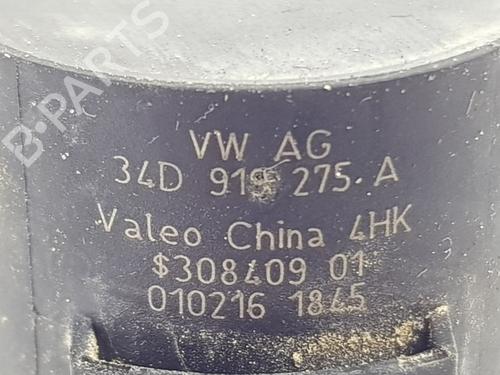 VW AG
34D 919 275 A
Valeo China 4HK
$308409 01
010216 1845
B-PARTS